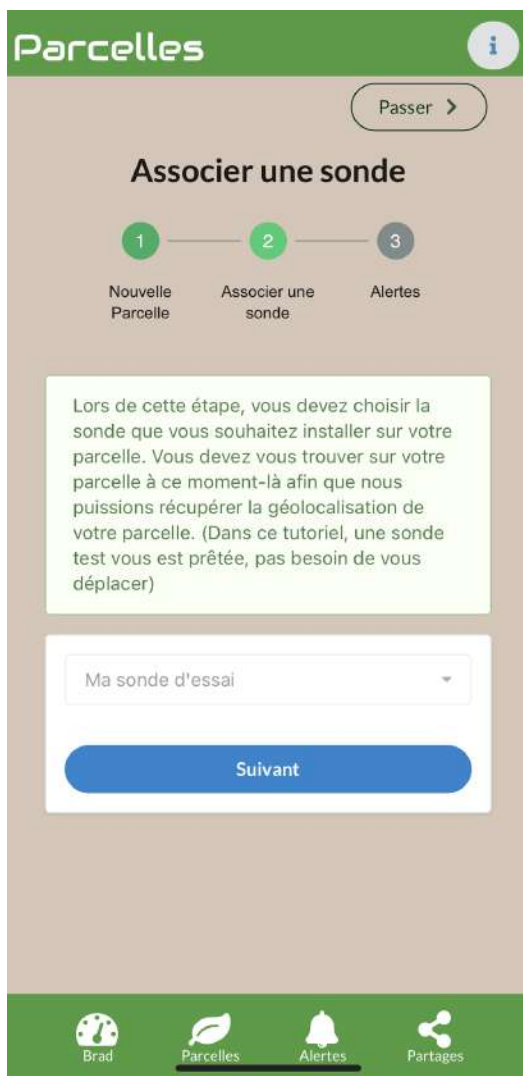 Parcelles
i
Passer >
Associer une sonde
1
2
3
Nouvelle
Parcelle
Associer une
sonde
Alertes
Lors de cette étape, vous devez choisir la
sonde que vous souhaitez installer sur votre
parcelle. Vous devez vous trouver sur votre
parcelle à ce moment-là afin que nous
puissions récupérer la géolocalisation de
votre parcelle. (Dans ce tutoriel, une sonde
test vous est prêtée, pas besoin de vous
déplacer)
Ma sonde d'essai
Suivant
Brad
Parcelles
Alertes
Partages